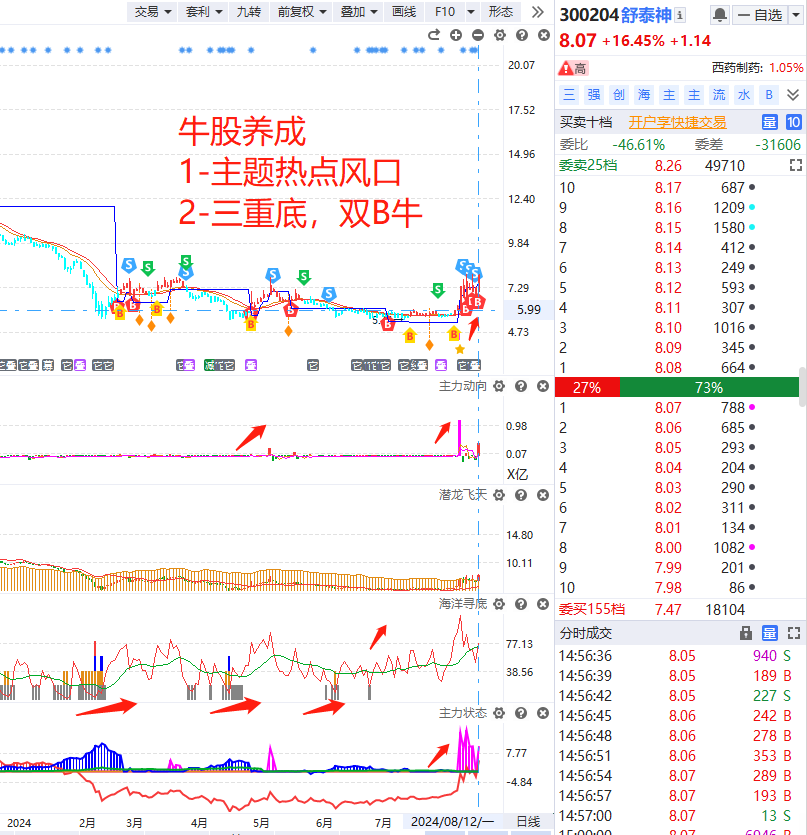 交易 套利 九转 前复权 叠加 画线 F10 形态
20.07
17.52
14.96
12.40
9.84
7.29
5.99
4.73
牛股养成
1-主题热点风口
2-三重底，双B牛
主力动向
0.98
0.07
X亿
潜龙飞天
14.80
10.11
海洋寻底
77.13
38.56
主力状态
7.77
-4.84
2024 2月 3月 4月 5月 6月 7月 2024/08/12/一 日线
300204 舒泰神
自选
8.07 +16.45% +1.14
高 西药制药: 1.05%
三 强 创 海 主 主 流 水 B
买卖十档 开户享快捷交易 量 10
委比 -46.61% 委差 -31606
委卖25档 8.26 49710
10 8.17 687
9 8.16 1209
8 8.15 1580
7 8.14 412
6 8.13 249
5 8.12 593
4 8.11 307
3 8.10 1016
2 8.09 345
1 8.08 664
27% 73%
1 8.07 788
2 8.06 685
3 8.05 293
4 8.04 204
5 8.03 290
6 8.02 311
7 8.01 134
8 8.00 1082
9 7.99 201
10 7.98 86
委买155档 7.47 18104
分时成交 量
14:56:36 8.05 940 S
14:56:39 8.05 189 B
14:56:42 8.05 227 S
14:56:45 8.06 242 B
14:56:48 8.06 278 B
14:56:51 8.06 353 B
14:56:54 8.07 289 B
14:56:57 8.07 193 B
14:57:00 8.07 13 S